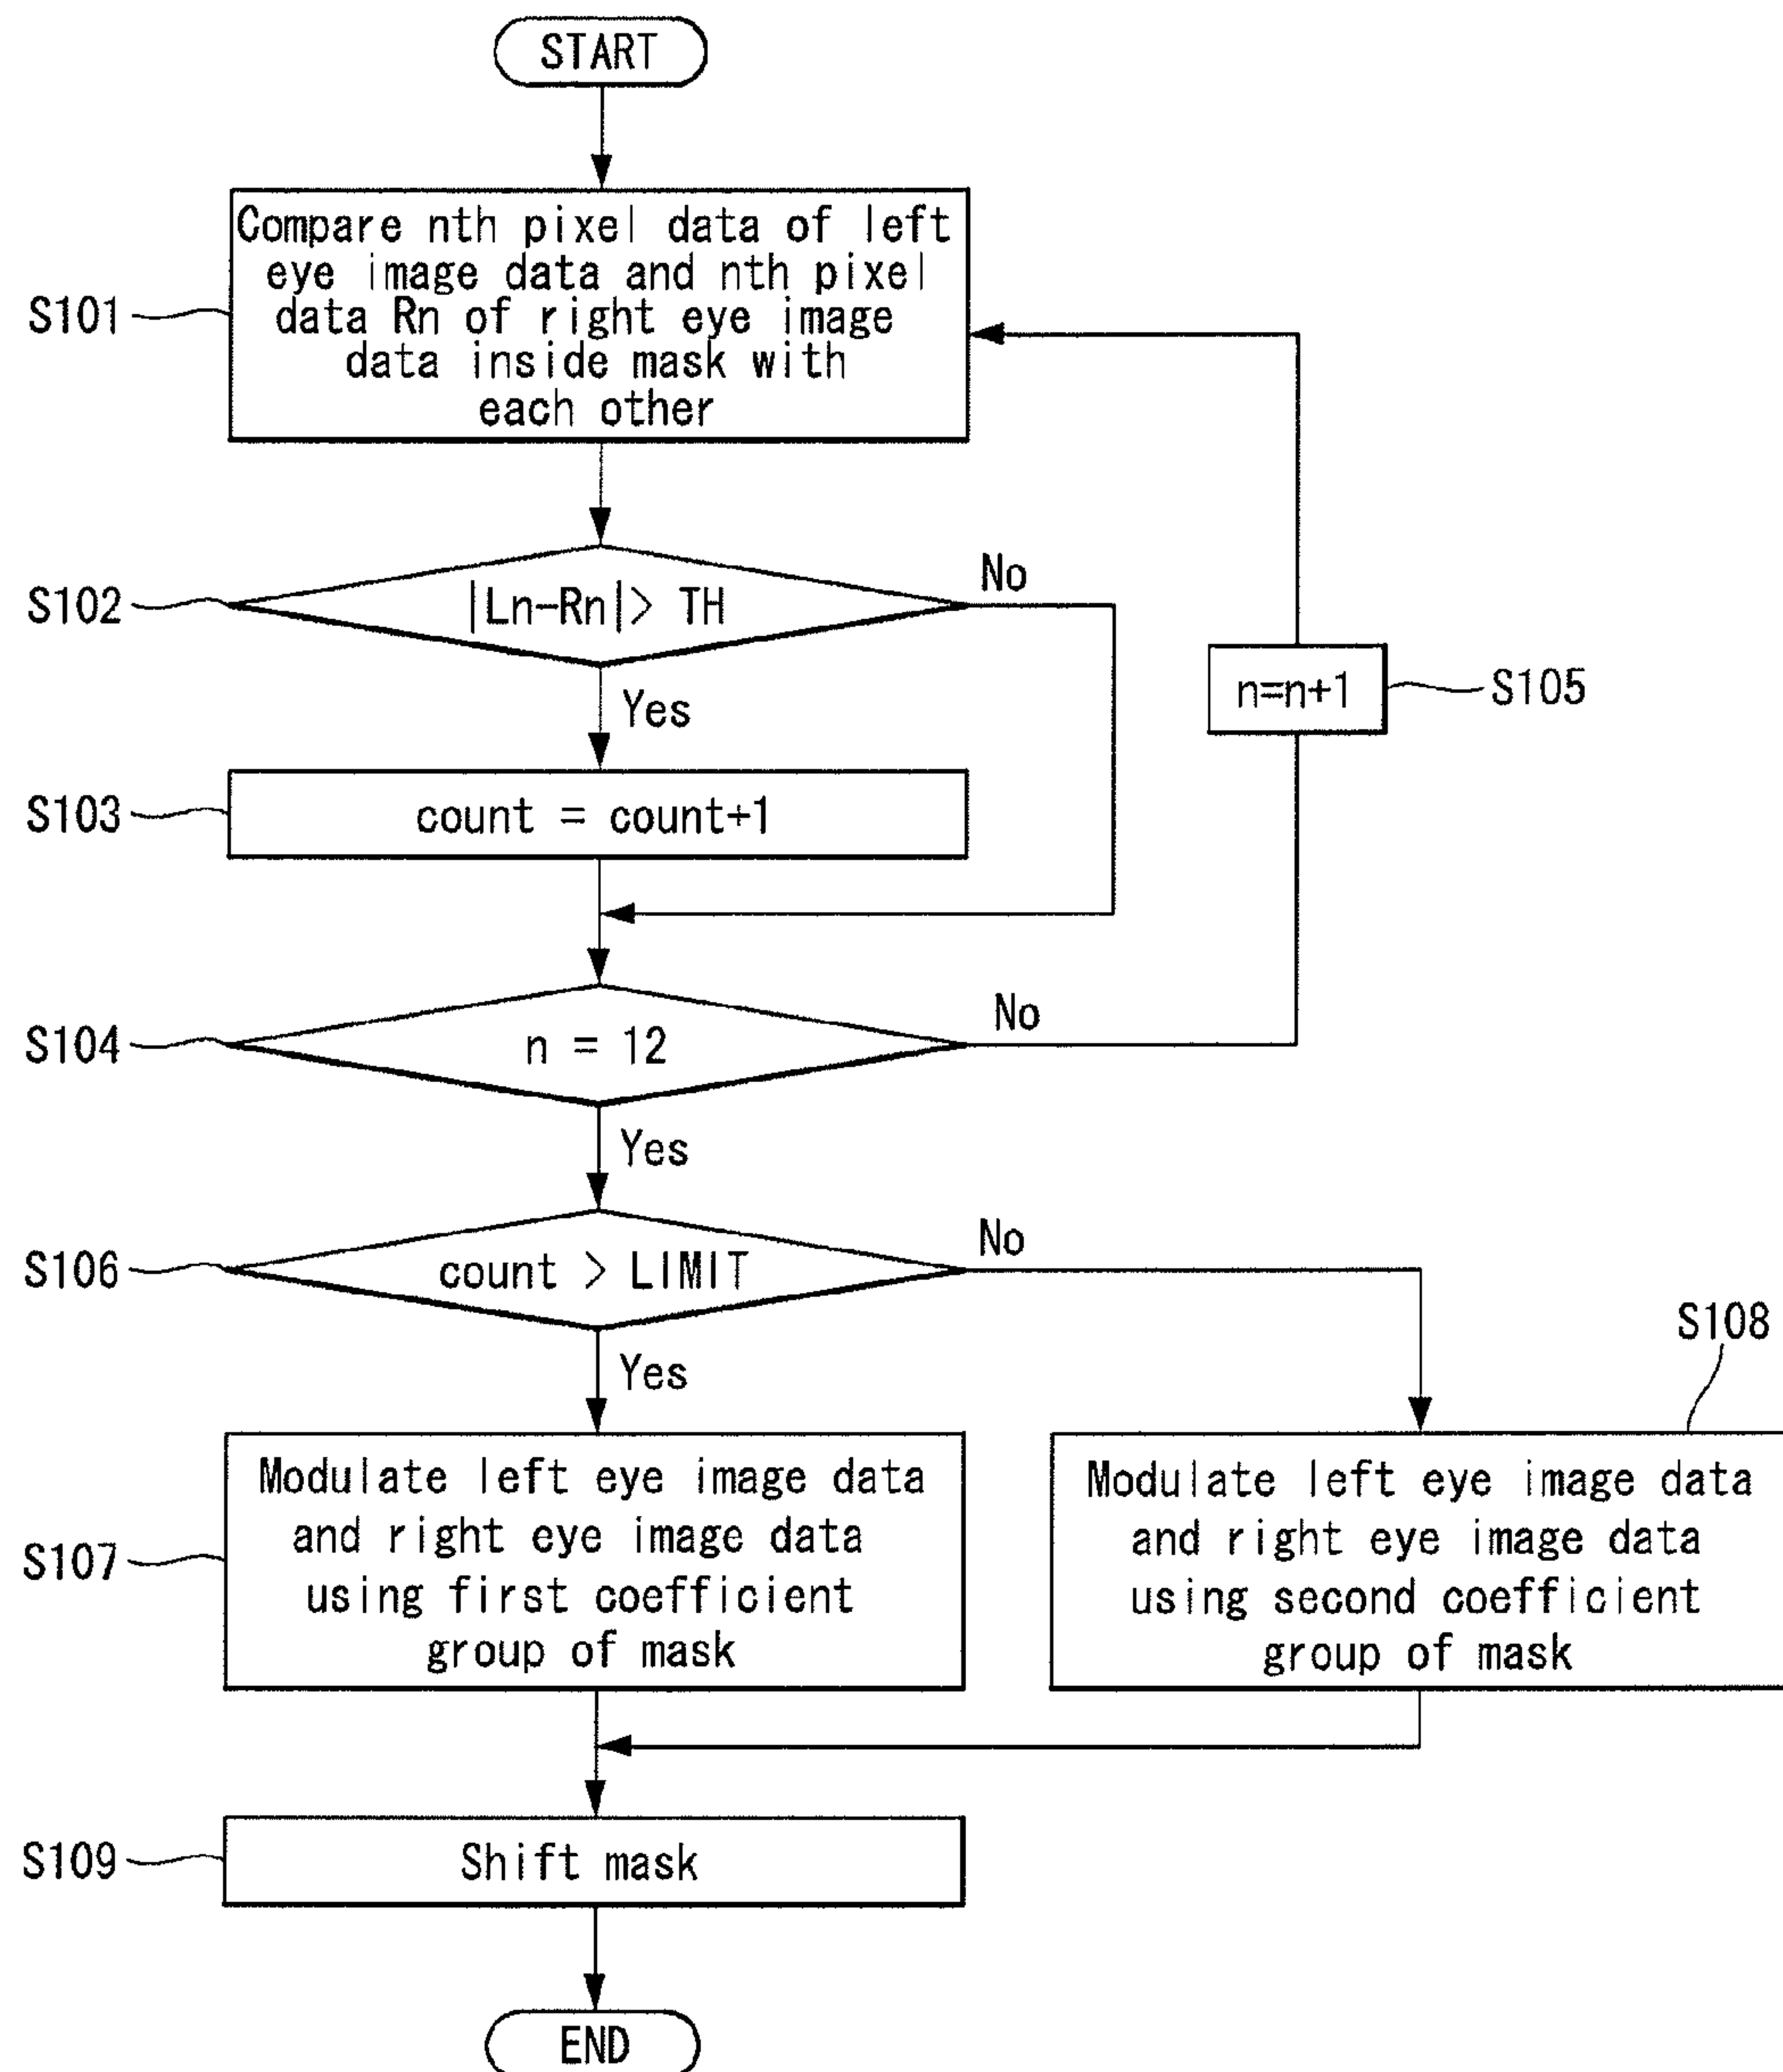 START
Compare nth pixel data of left
eye image data and nth pixel
data Rn of right eye image
data inside mask with
each other
S101
|Ln-Rn|> TH
No
S102
Yes
n=n+1
S105
count = count+1
S103
n = 12
No
S104
Yes
count > LIMIT
No
S106
Yes
S108
Modulate left eye image data
and right eye image data
using first coefficient
group of mask
S107
Modulate left eye image data
and right eye image data
using second coefficient
group of mask
Shift mask
S109
END